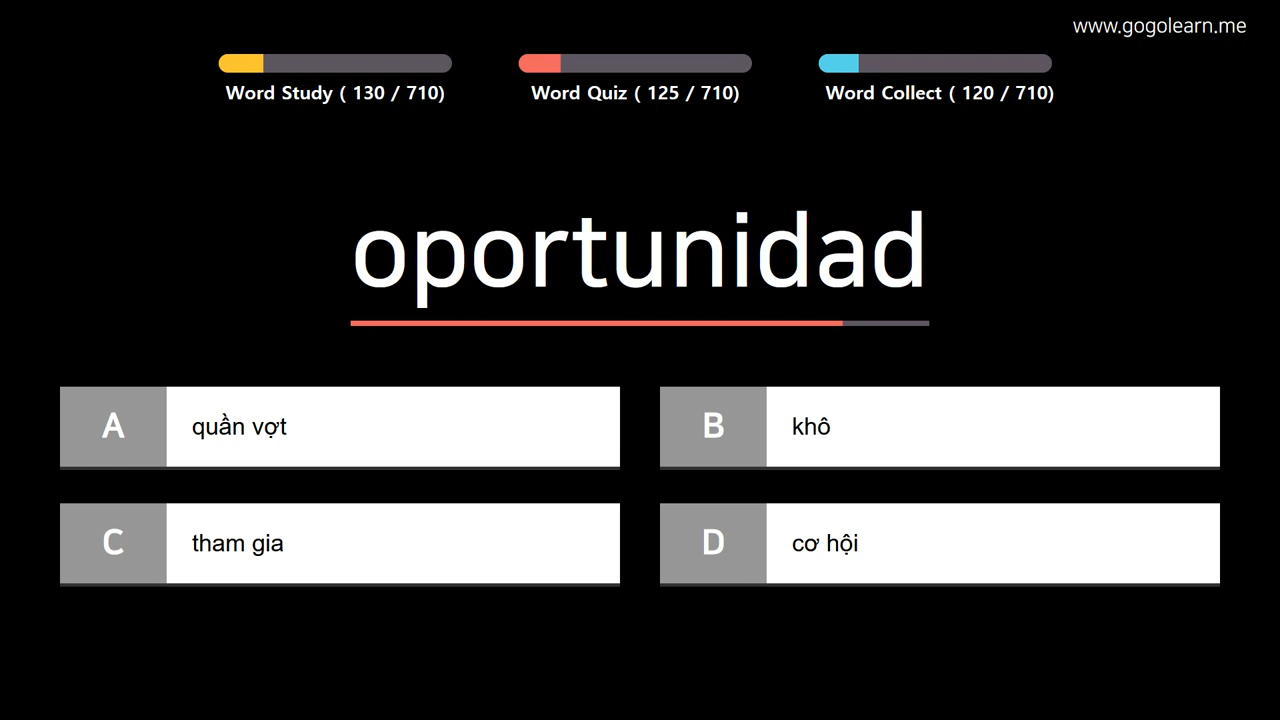 www.gogolearn.me
Word Study ( 130 / 710)
Word Quiz ( 125 / 710)
Word Collect ( 120 / 710)
oportunidad
A
quần vợt
B
khô
C
tham gia
D
cơ hội